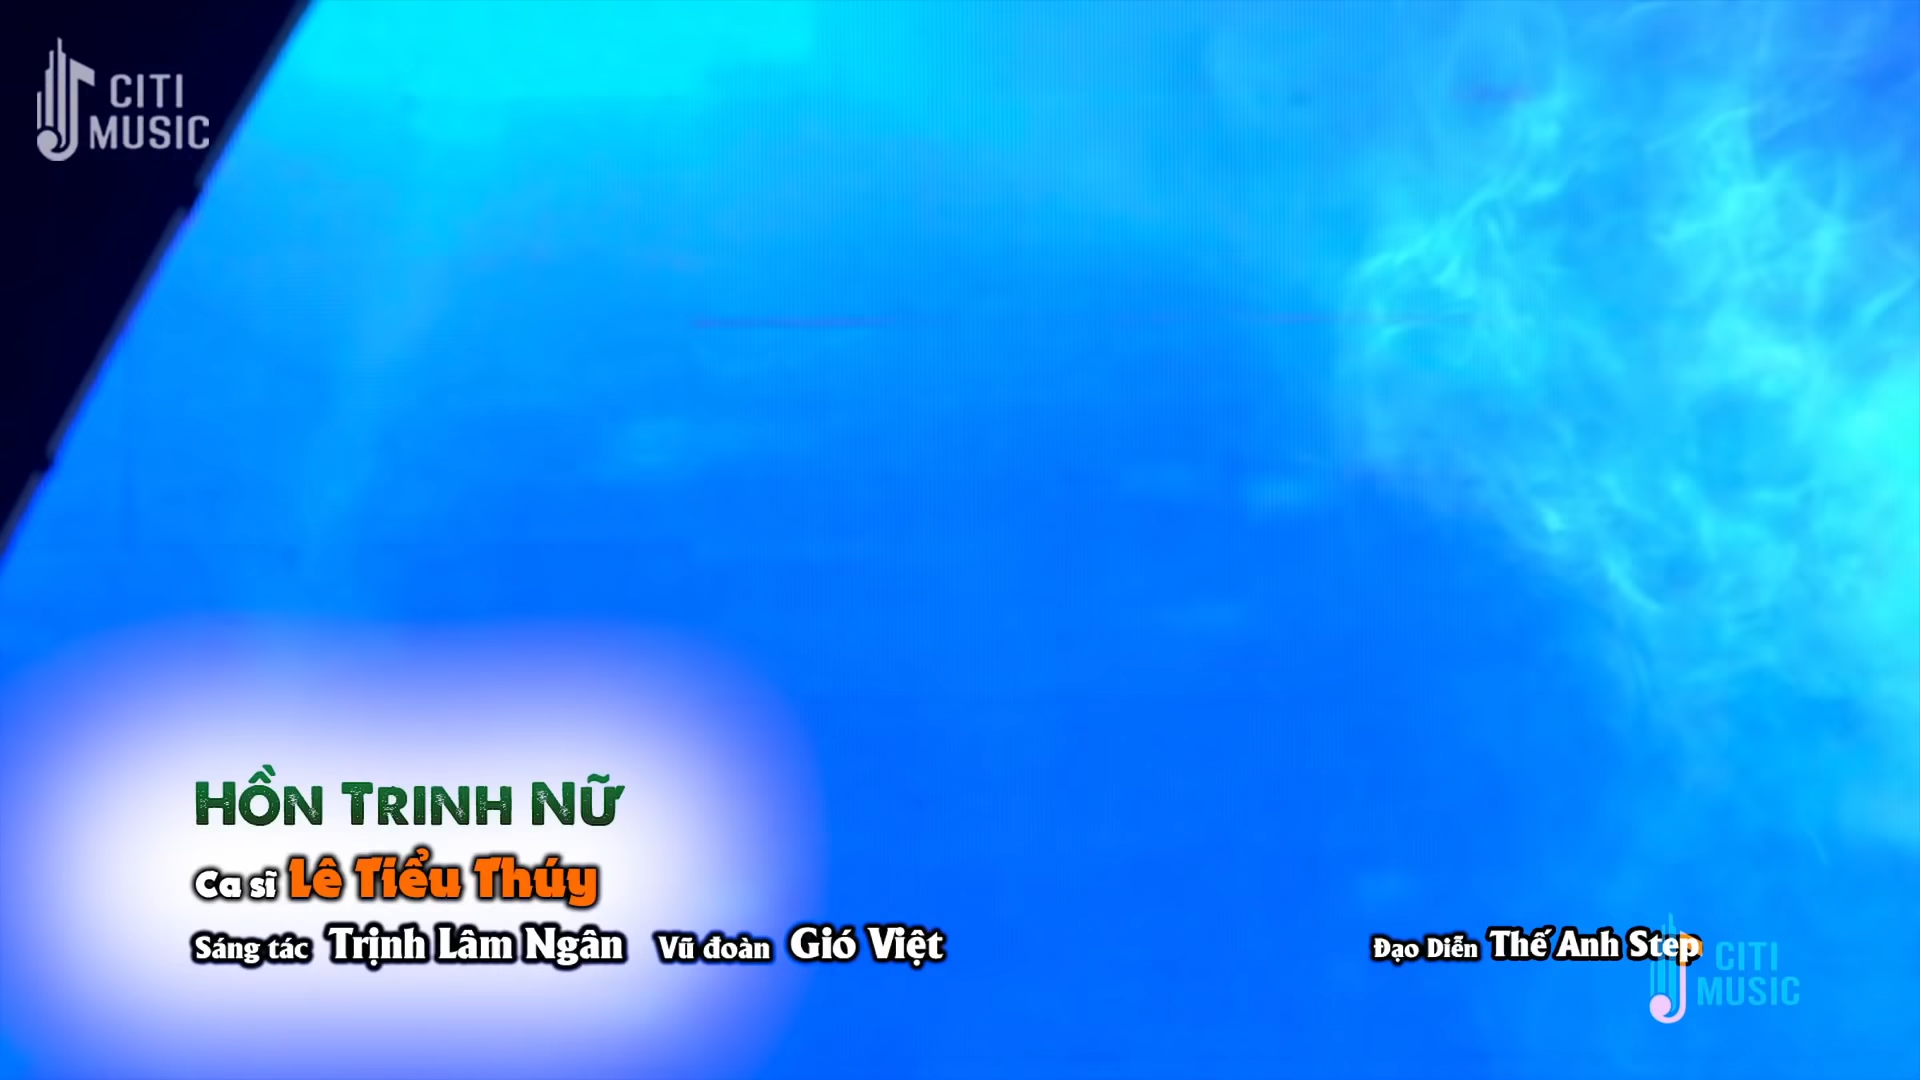 CITI
MUSIC
Hồn Trinh Nữ
Ca sĩ Lê Tiểu Thúy
Sáng tác Trịnh Lâm Ngân Vũ đoàn Gió Việt
Đạo Diễn Thế Anh Step
CITI
MUSIC